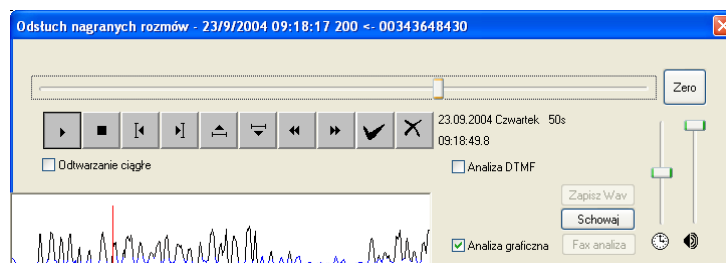 Odsłuch nagranych rozmów - 23/9/2004 09:18:17 200 <- 00343648430
Zero
23.09.2004 Czwartek 50s
09:18:49.8
Odtwarzanie ciągłe
Analiza DTMF
Zapisz Wav
Schowaj
Analiza graficzna
Fax analiza